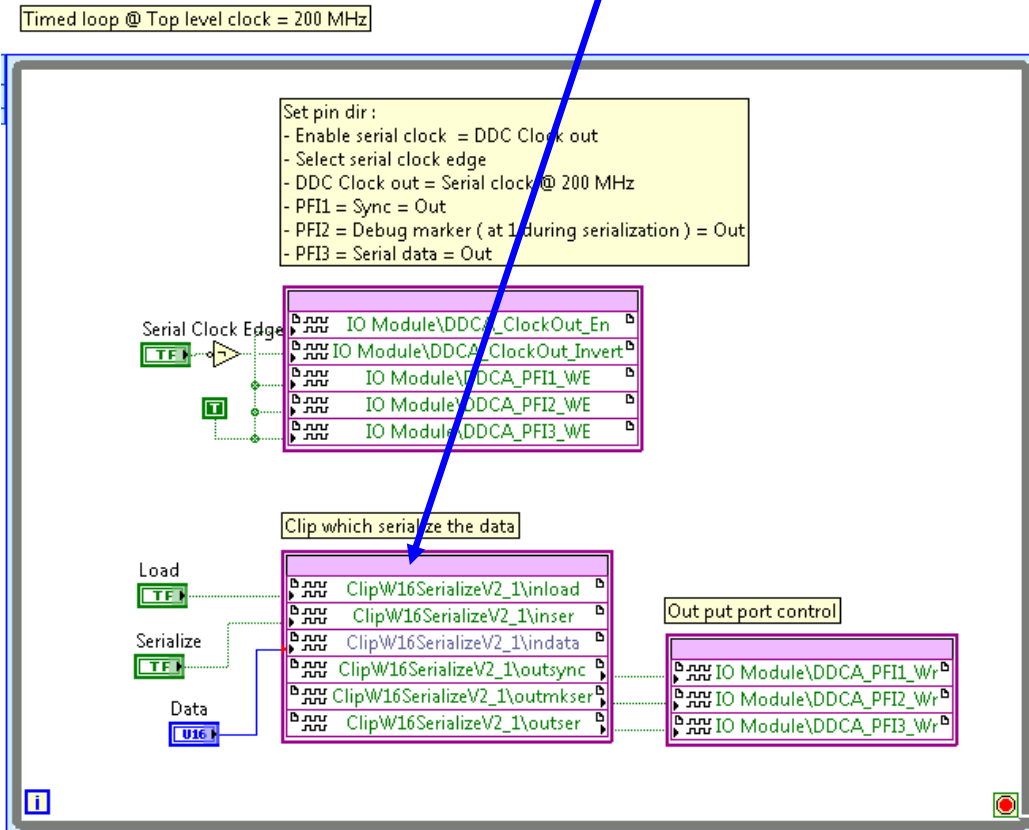 Timed loop @ Top level clock = 200 MHz
Set pin dir :
- Enable serial clock = DDC Clock out
- Select serial clock edge
- DDC Clock out = Serial clock @ 200 MHz
- PFI1 = Sync = Out
- PFI2 = Debug marker ( at 1 during serialization ) = Out
- PFI3 = Serial data = Out
Serial Clock Edge
TF
T
IO Module\DDCA_ClockOut_En
IO Module\DDCA_ClockOut_Invert
IO Module\DDCA_PFI1_WE
IO Module\DDCA_PFI2_WE
IO Module\DDCA_PFI3_WE
Clip which serialize the data
Load
TF
Serialize
TF
Data
U16
ClipW16SerializeV2_1\inload
ClipW16SerializeV2_1\inser
ClipW16SerializeV2_1\indata
ClipW16SerializeV2_1\outsync
ClipW16SerializeV2_1\outmkser
ClipW16SerializeV2_1\outser
Out put port control
IO Module\DDCA_PFI1_Wr
IO Module\DDCA_PFI2_Wr
IO Module\DDCA_PFI3_Wr
i